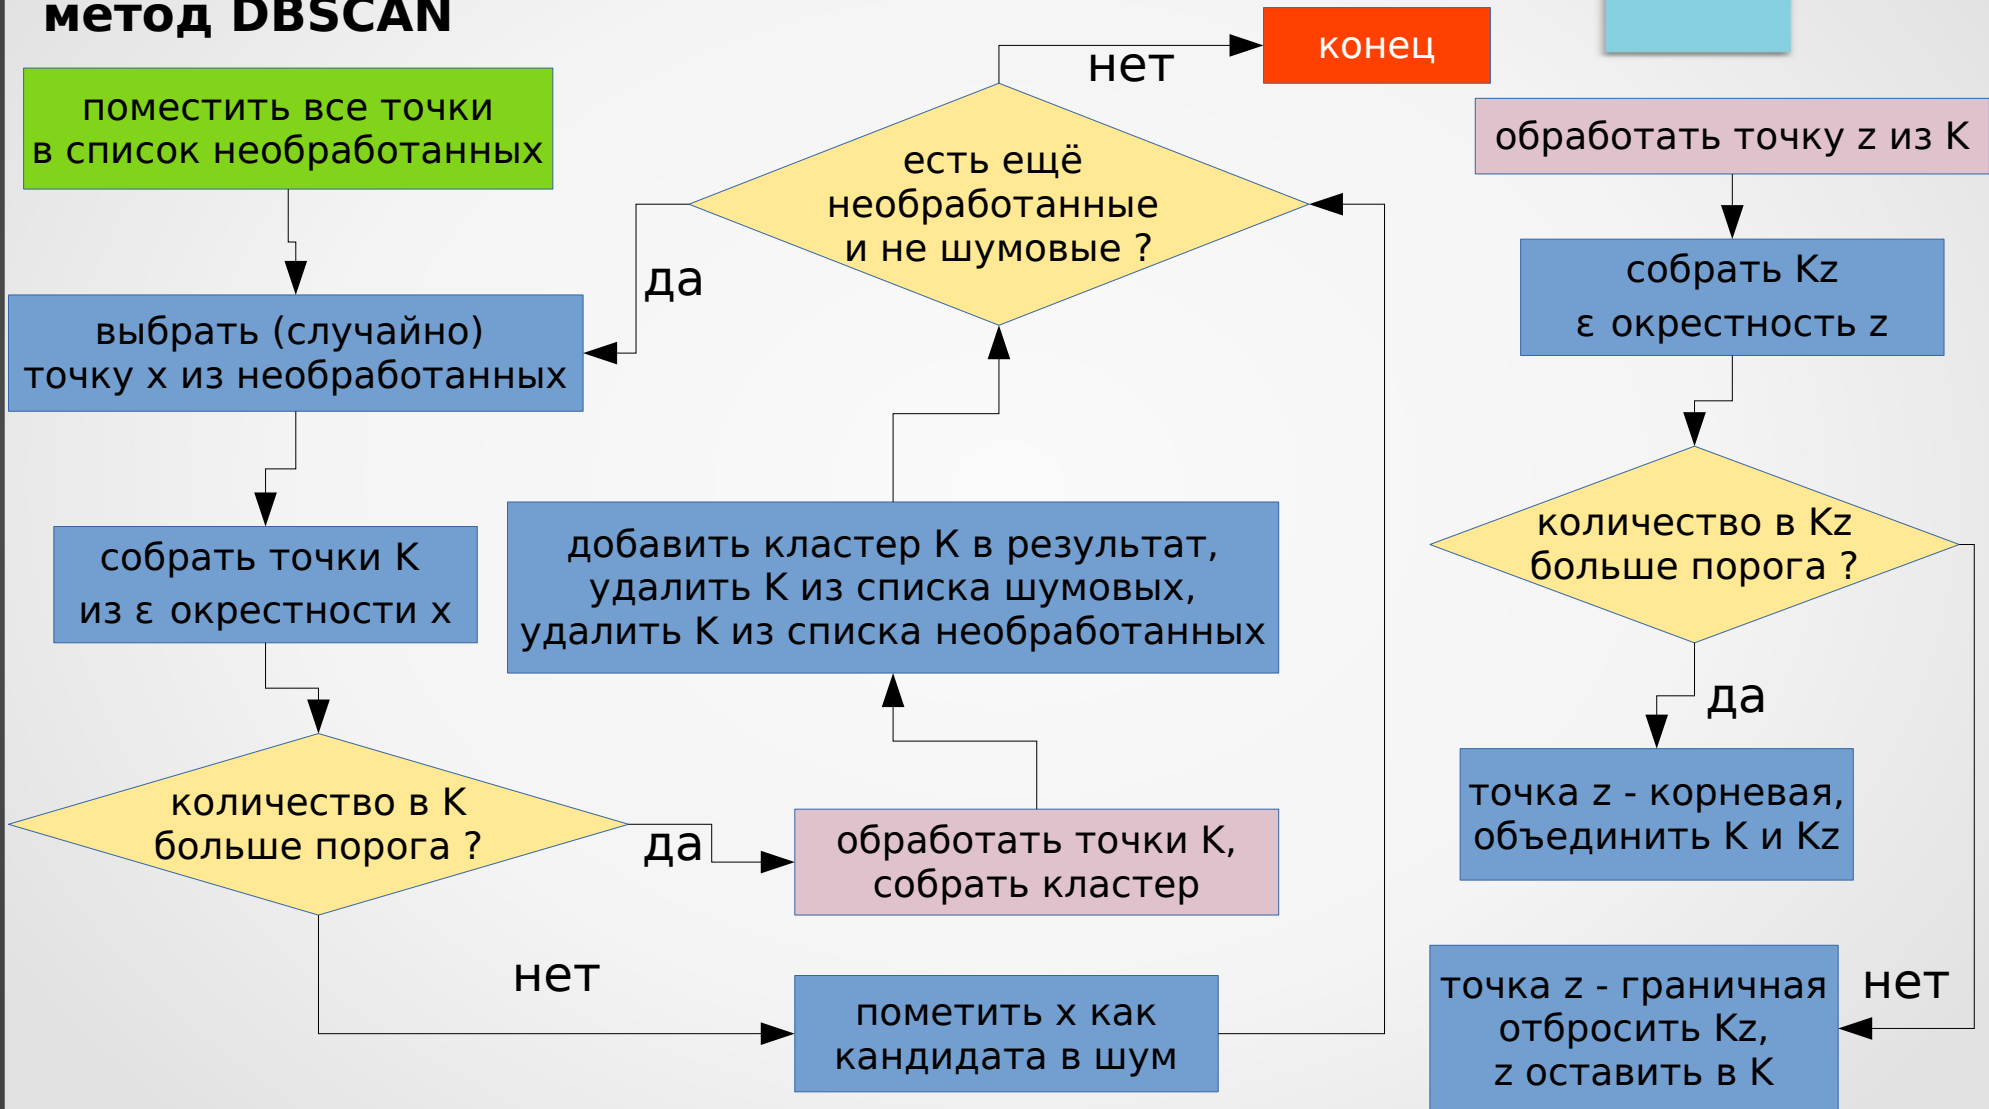 метод DBSCAN
поместить все точки
в список необработанных
выбрать (случайно)
точку x из необработанных
собрать точки K
из ε окрестности x
количество в K
больше порога ?
да
нет
обработать точки K,
собрать кластер
пометить x как
кандидата в шум
добавить кластер K в результат,
удалить K из списка шумовых,
удалить K из списка необработанных
есть ещё
необработанные
и не шумовые ?
да
нет
конец
обработать точку z из K
собрать Kz
ε окрестность z
количество в Kz
больше порога ?
да
точка z - корневая,
объединить K и Kz
нет
точка z - граничная
отбросить Kz,
z оставить в K